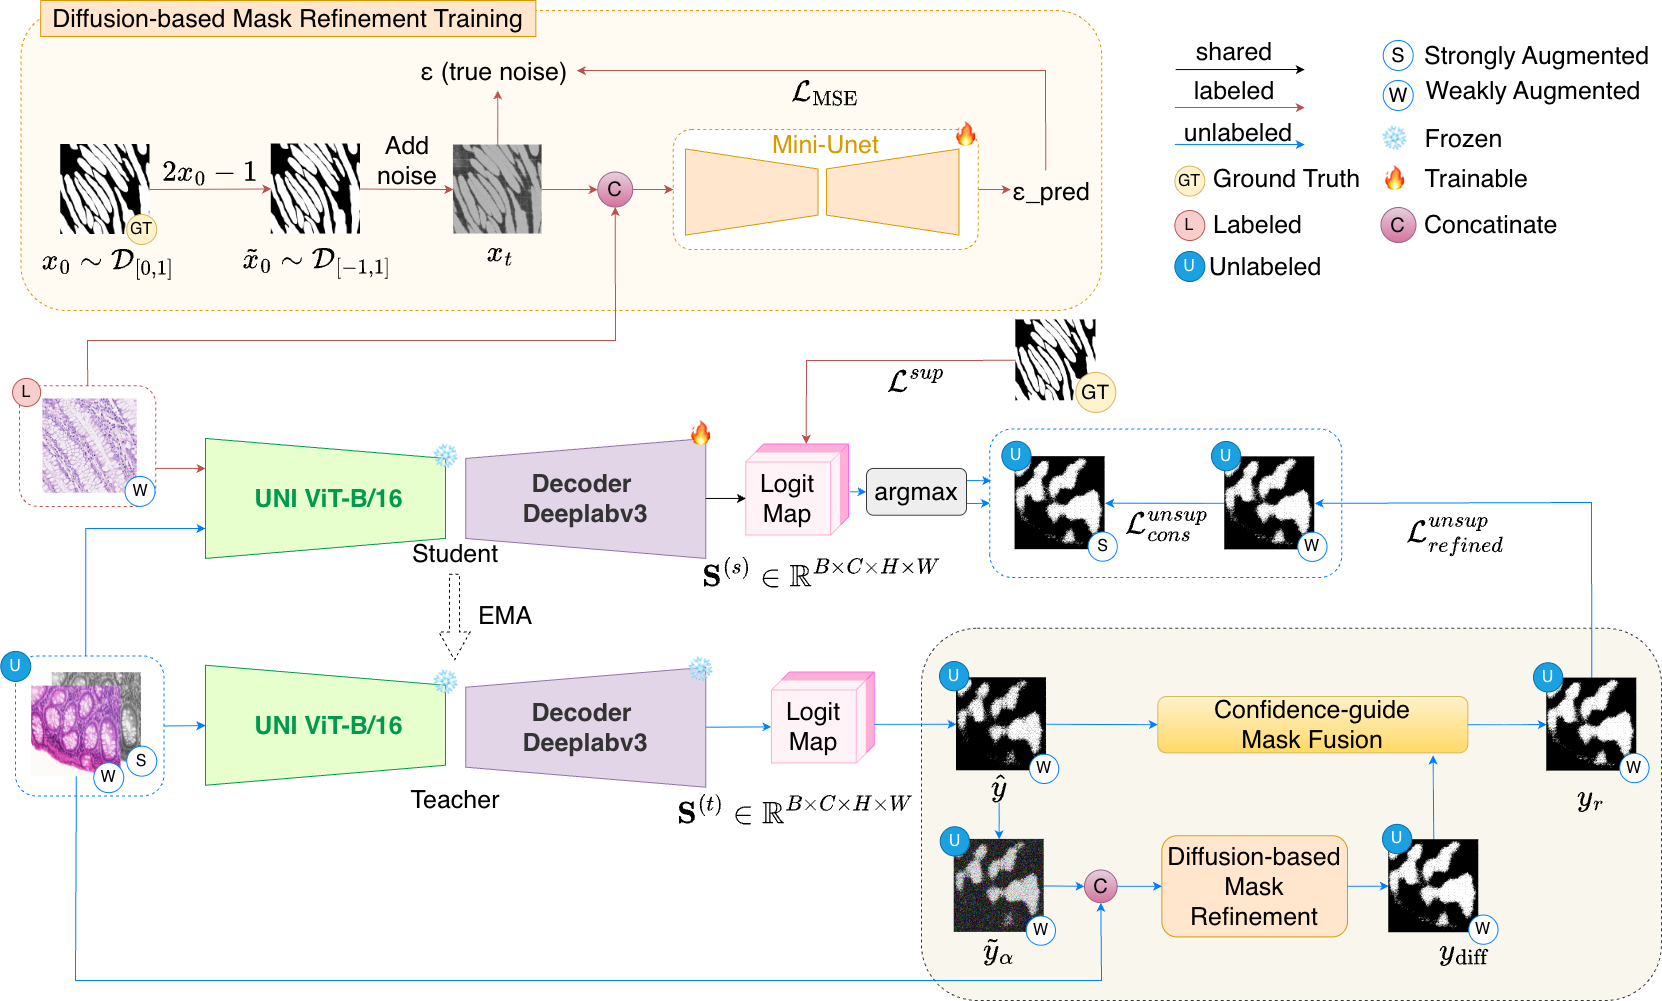 Diffusion-based Mask Refinement Training
ε (true noise)
ℒ_MSE
2x₀ − 1
Add
noise
C
Mini-Unet
ε_pred
GT
x₀ ∼ 𝒟_[0,1]
x̃₀ ∼ 𝒟_[−1,1]
x_t
shared
labeled
unlabeled
GT Ground Truth
L Labeled
U Unlabeled
S Strongly Augmented
W Weakly Augmented
Frozen
Trainable
C Concatinate
L
W
UNI ViT-B/16
Decoder
Deeplabv3
Student
ℒ^sup
GT
Logit
Map
S^(s) ∈ ℝ^B×C×H×W
argmax
U
S
ℒ^unsup_cons
U
W
ℒ^unsup_refined
EMA
U
W
S
UNI ViT-B/16
Decoder
Deeplabv3
Teacher
Logit
Map
S^(t) ∈ ℝ^B×C×H×W
U
W
ŷ
Confidence-guide
Mask Fusion
U
W
y_r
U
W
ỹ_α
C
Diffusion-based
Mask
Refinement
U
W
y_diff